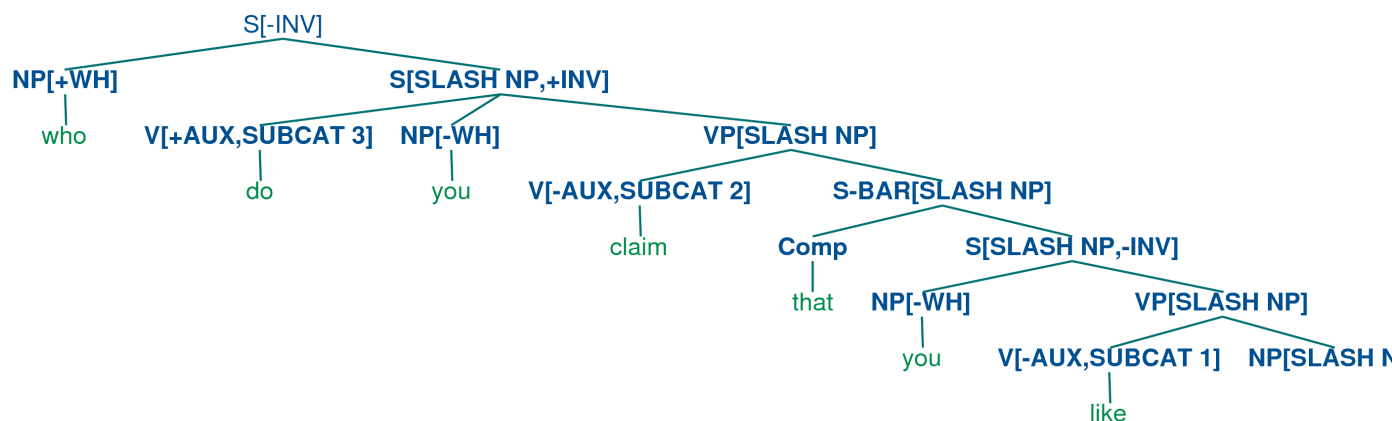 S[-INV]
NP[+WH] S[SLASH NP,+INV]
who V[+AUX,SUBCAT 3] NP[-WH] VP[SLASH NP]
do you V[-AUX,SUBCAT 2] S-BAR[SLASH NP]
claim Comp S[SLASH NP,-INV]
that NP[-WH] VP[SLASH NP]
you V[-AUX,SUBCAT 1] NP[SLASH N
like